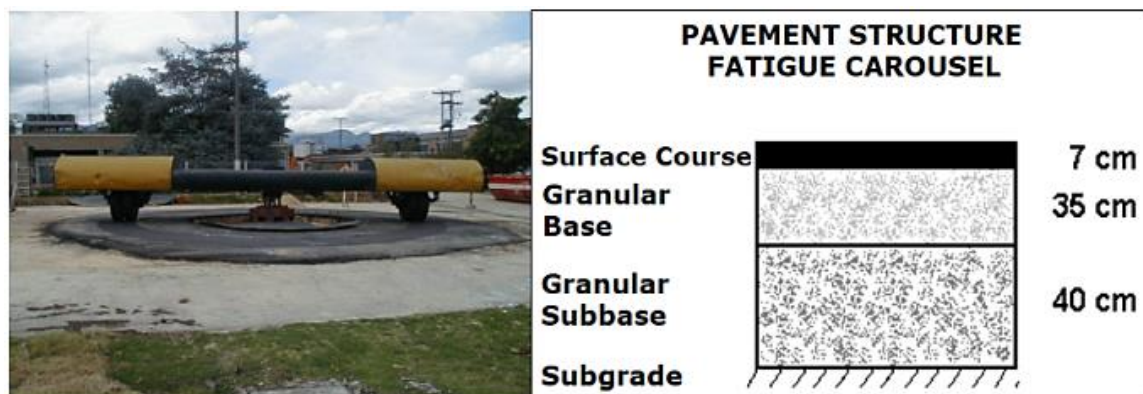 PAVEMENT STRUCTURE
FATIGUE CAROUSEL
Surface Course 7 cm
Granular
Base
35 cm
Granular
Subbase
40 cm
Subgrade